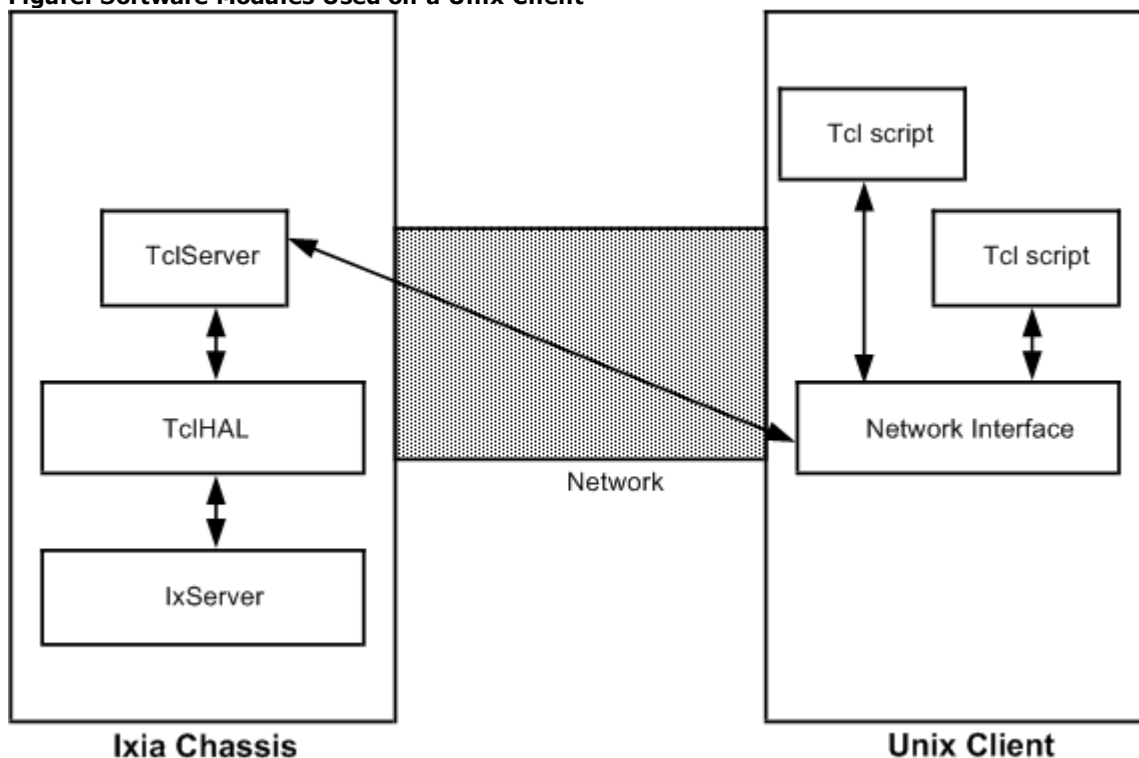 Figure: Software Modules Used on a Unix Client
Tcl script
TclServer
Tcl script
TclHAL
Network Interface
Network
IxServer
Ixia Chassis
Unix Client